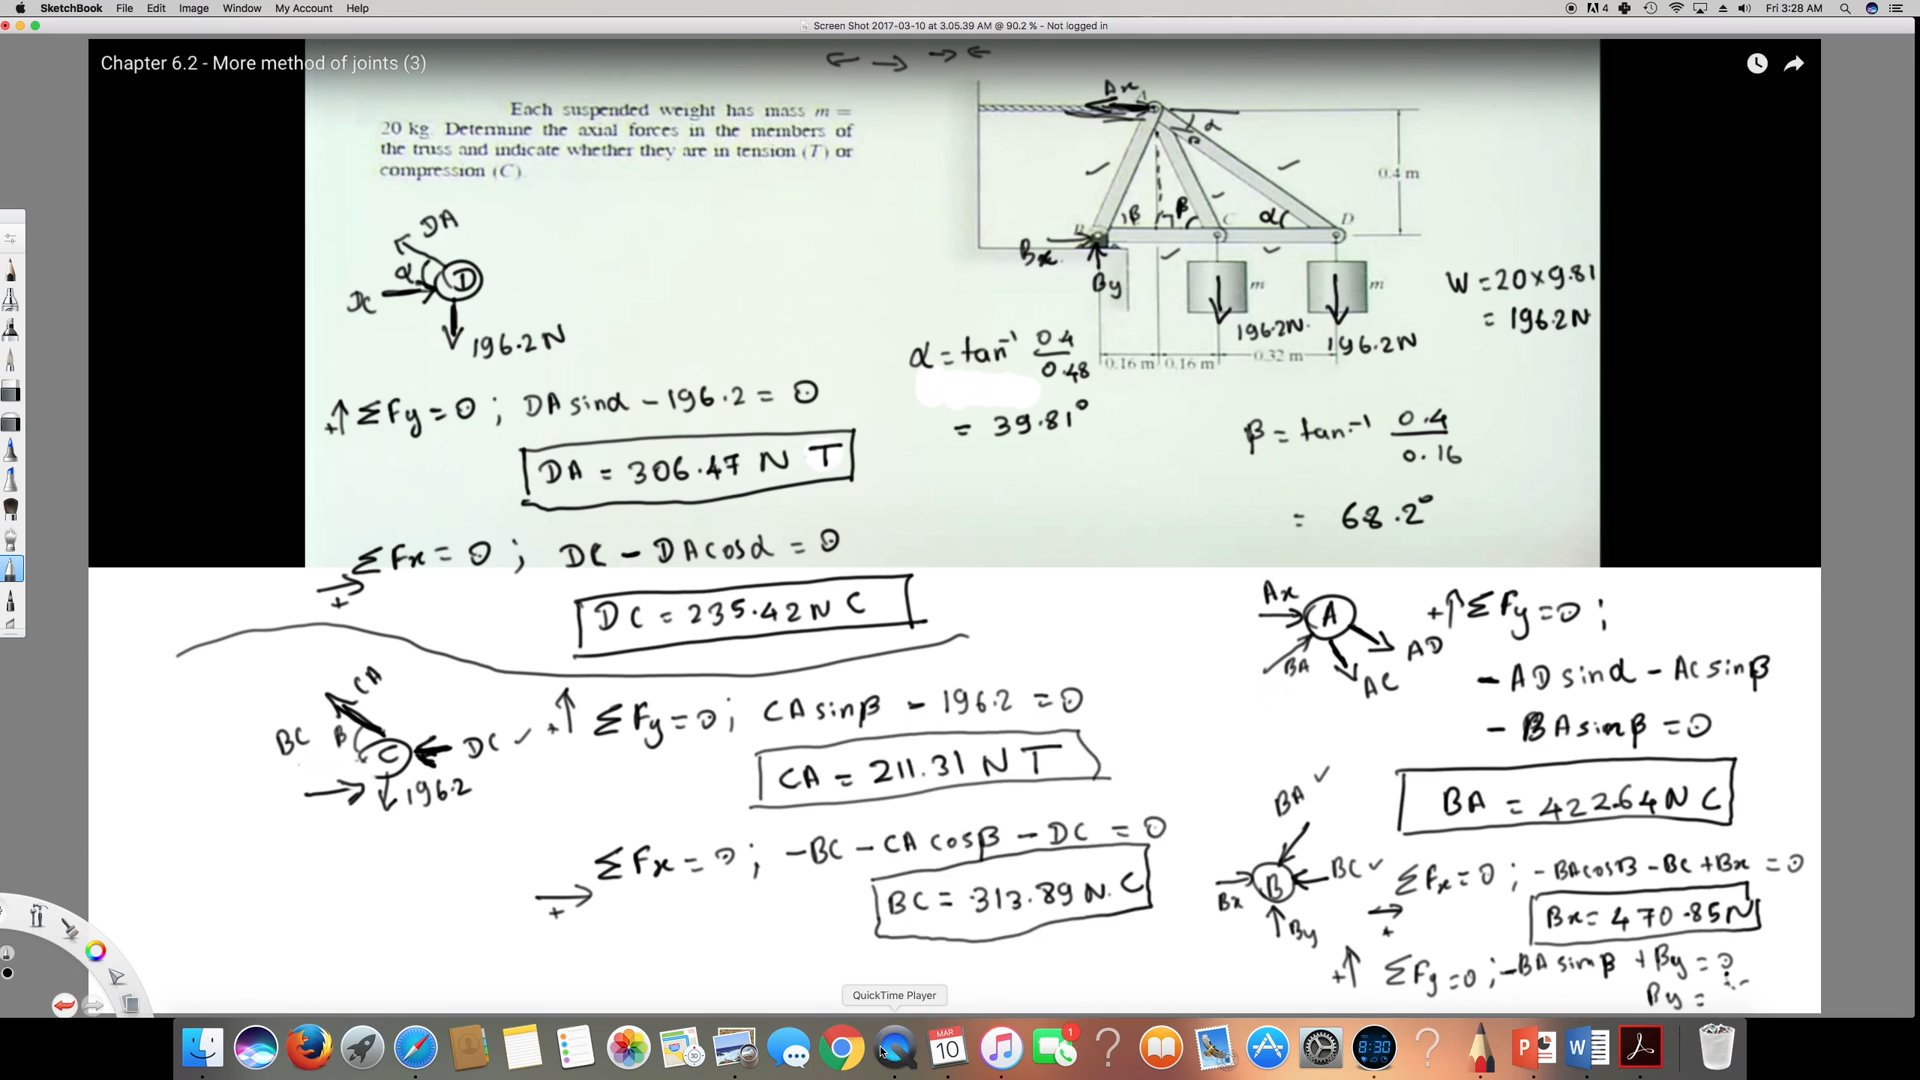 SketchBook File Edit Image Window My Account Help
4 Fri 3:28 AM
Screen Shot 2017-03-10 at 3.05.39 AM @ 90.2 % - Not logged in
Chapter 6.2 - More method of joints (3)
Each suspended weight has mass m =
20 kg. Determine the axial forces in the members of
the truss and indicate whether they are in tension (T) or
compression (C).
Ax
A
α
0.4 m
β
β
C
α
D
B
Bx
By
m
m
196.2N.
196.2N
0.16 m
0.16 m
0.32 m
W = 20 x 9.81
= 196.2N
DA
α
D
DC
196.2 N
+↑ ΣFy = 0 ; DA sinα - 196.2 = 0
DA = 306.47 N T
α = tan⁻¹ 0.4
0.48
= 39.81°
β = tan⁻¹ 0.4
0.16
= 68.2°
ΣFx = 0 ; DC - DA cosα = 0
→
+
DC = 235.42 N C
CA
BC
β
C
DC ✓
196.2
+↑ ΣFy = 0 ; CA sinβ - 196.2 = 0
CA = 211.31 N T
ΣFx = 0 ; -BC - CA cosβ - DC = 0
→
+
BC = 313.89 N. C
Ax
A
BA
AC
AD
+↑ ΣFy = 0 ;
- AD sinα - AC sinβ
- BA sinβ = 0
BA = 422.64 N C
BA ✓
BC ✓
B
Bx
By
ΣFx = 0 ; - BA cosβ - BC + Bx = 0
→
+
Bx = 470.85 N
+↑ ΣFy = 0 ; -BA sinβ + By = 0
By =
QuickTime Player
MAR
10
1
8:30